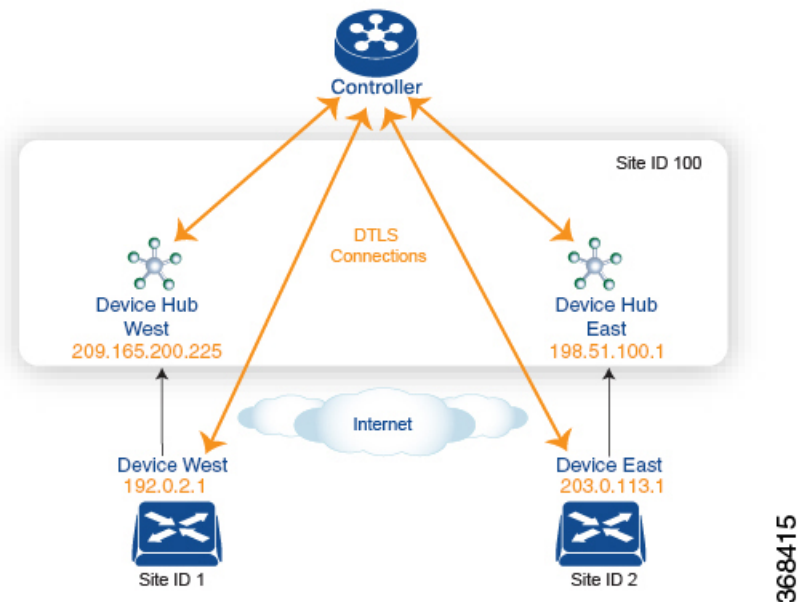 Controller
Site ID 100
DTLS
Connections
Device Hub
West
209.165.200.225
Device Hub
East
198.51.100.1
Internet
Device West
192.0.2.1
Device East
203.0.113.1
Site ID 1
Site ID 2
368415